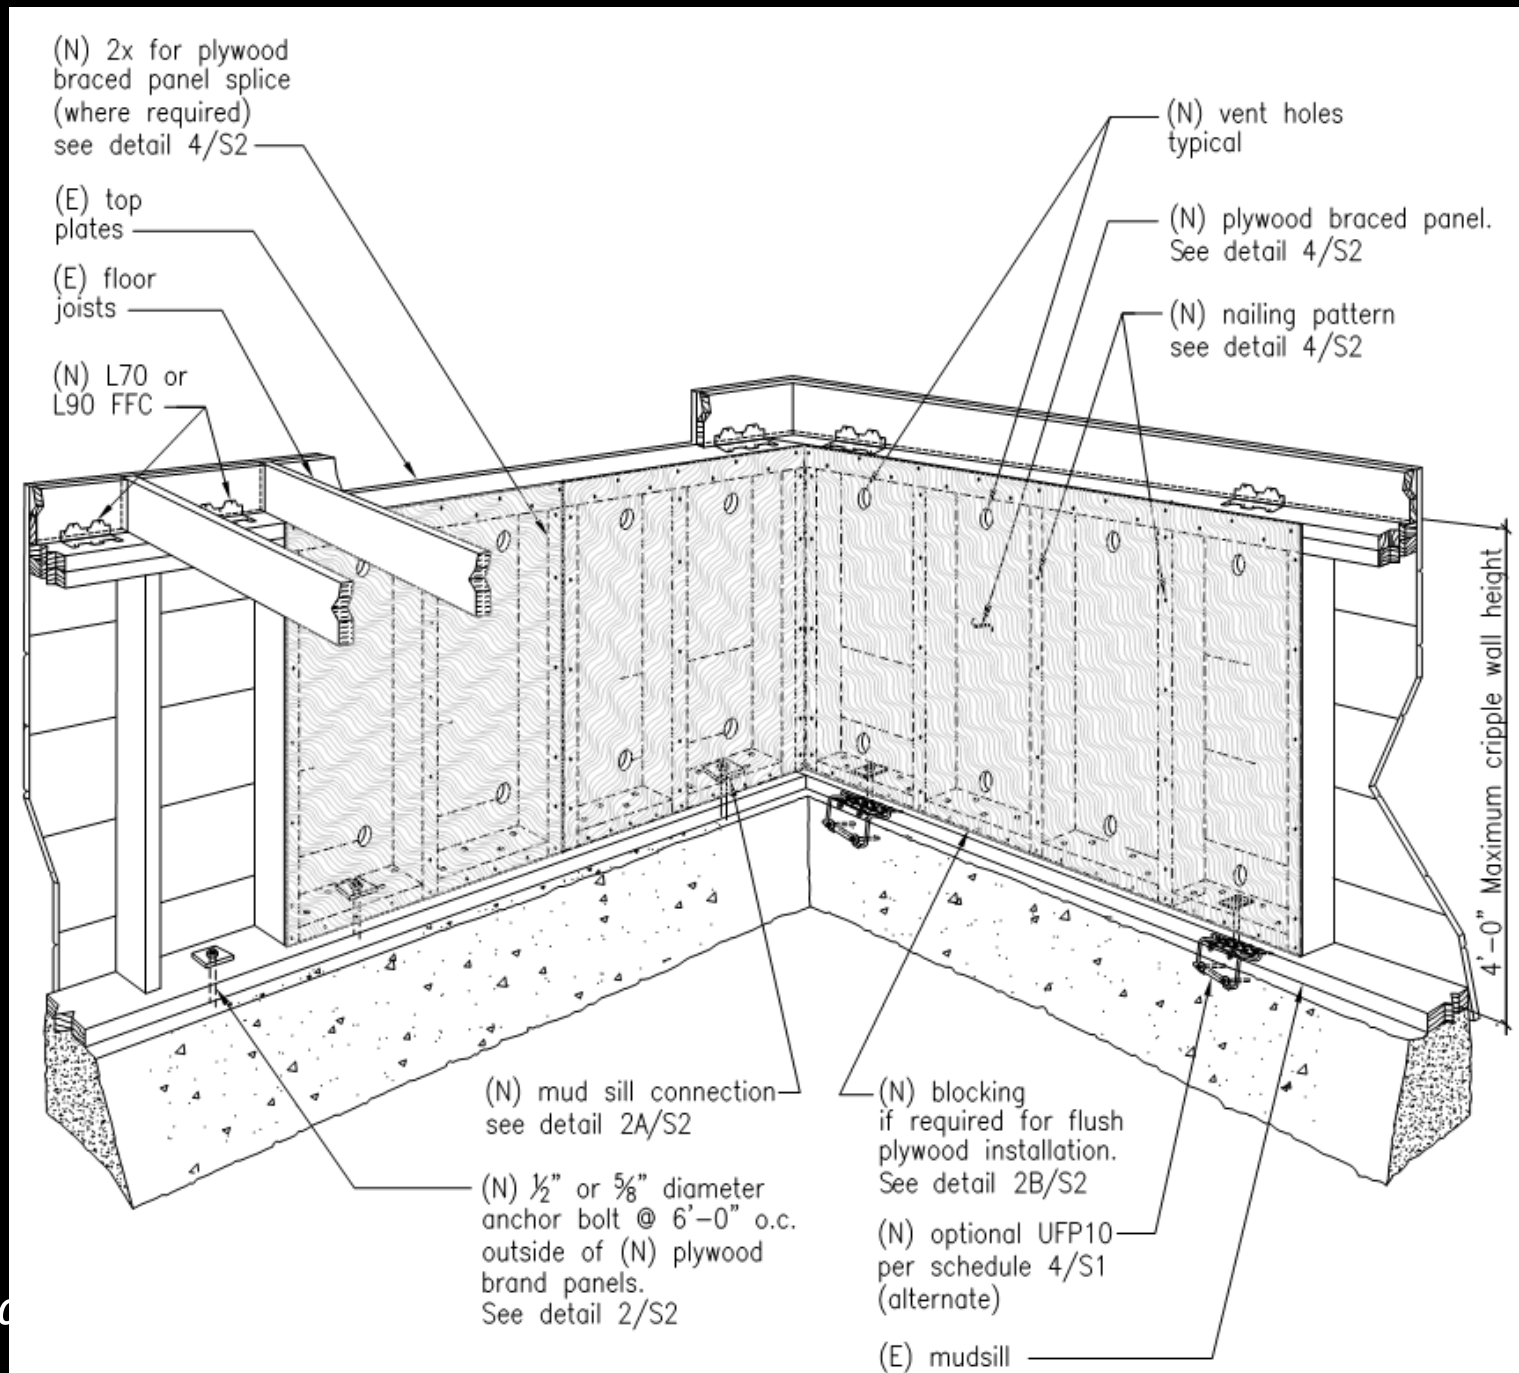 (N) 2x for plywood
braced panel splice
(where required)
see detail 4/S2
(E) top
plates
(E) floor
joists
(N) L70 or
L90 FFC
(N) vent holes
typical
(N) plywood braced panel.
See detail 4/S2
(N) nailing pattern
see detail 4/S2
4'-0" Maximum cripple wall height
(N) mud sill connection
see detail 2A/S2
(N) ½" or ⅝" diameter
anchor bolt @ 6'-0" o.c.
outside of (N) plywood
brand panels.
See detail 2/S2
(N) blocking
if required for flush
plywood installation.
See detail 2B/S2
(N) optional UFP10
per schedule 4/S1
(alternate)
(E) mudsill